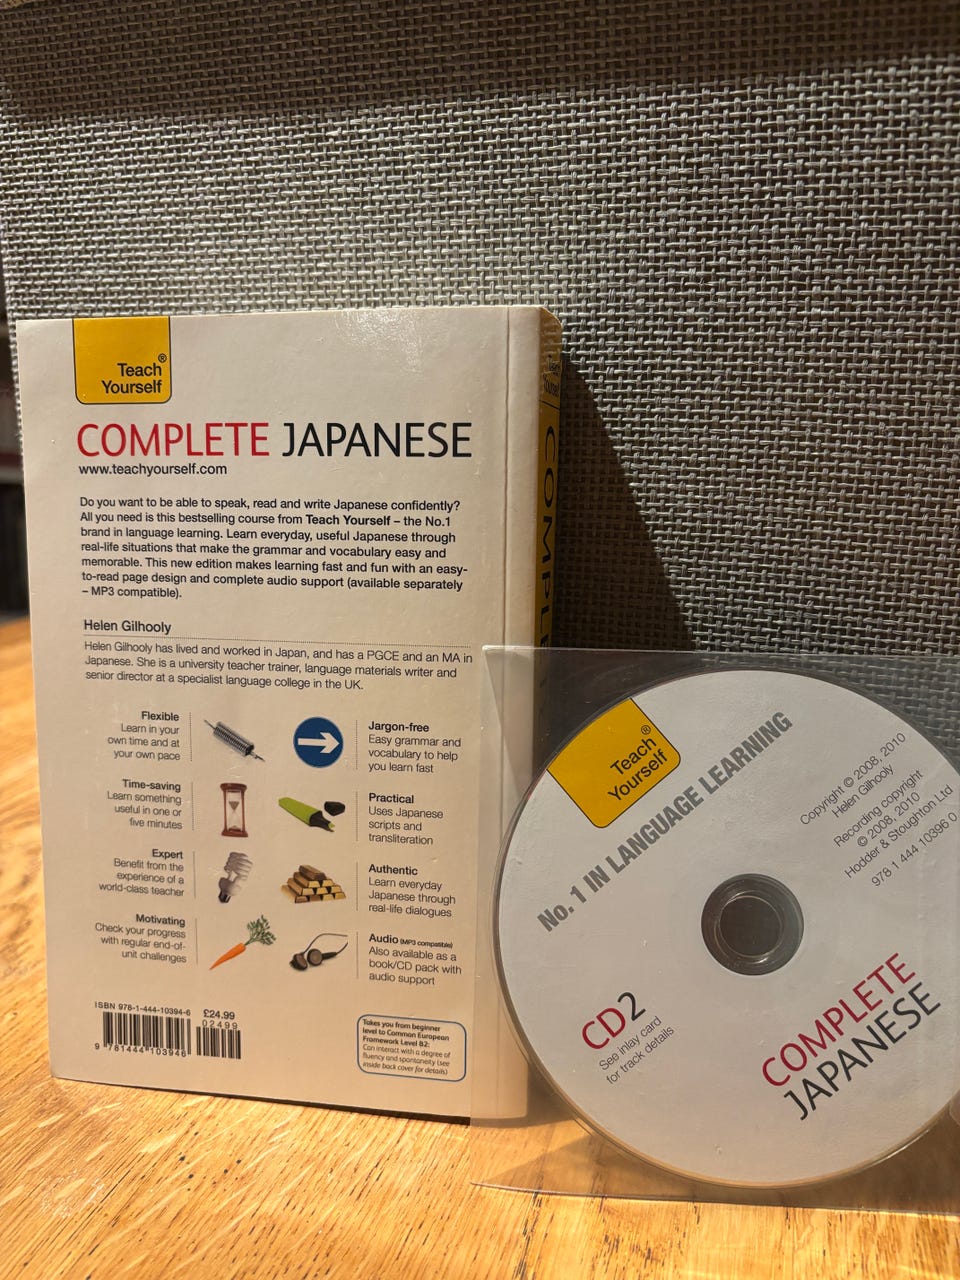 Teach®
Yourself
COMPLETE JAPANESE
www.teachyourself.com
Do you want to be able to speak, read and write Japanese confidently?
All you need is this bestselling course from Teach Yourself – the No.1
brand in language learning. Learn everyday, useful Japanese through
real-life situations that make the grammar and vocabulary easy and
memorable. This new edition makes learning fast and fun with an easy-
to-read page design and complete audio support (available separately
– MP3 compatible).
Helen Gilhooly
Helen Gilhooly has lived and worked in Japan, and has a PGCE and an MA in
Japanese. She is a university teacher trainer, language materials writer and
senior director at a specialist language college in the UK.
Flexible
Learn in your
own time and at
your own pace
Jargon-free
Easy grammar and
vocabulary to help
you learn fast
Time-saving
Learn something
useful in one or
five minutes
Practical
Uses Japanese
scripts and
transliteration
Expert
Benefit from the
experience of a
world-class teacher
Authentic
Learn everyday
Japanese through
real-life dialogues
Motivating
Check your progress
with regular end-of-
unit challenges
Audio (MP3 compatible)
Also available as a
book/CD pack with
audio support
ISBN 978-1-444-10394-6 £24.99
02499
9 781444 103946
Takes you from beginner
level to Common European
Framework Level B2:
Can interact with a degree of
fluency and spontaneity (see
inside back cover for details)
Teach
Yourself
COMPLE
Teach®
Yourself
No. 1 IN LANGUAGE LEARNING
Copyright © 2008, 2010
Helen Gilhooly
Recording copyright
© 2008, 2010
Hodder & Stoughton Ltd
978 1 444 10396 0
CD2
See inlay card
for track details
COMPLETE
JAPANESE